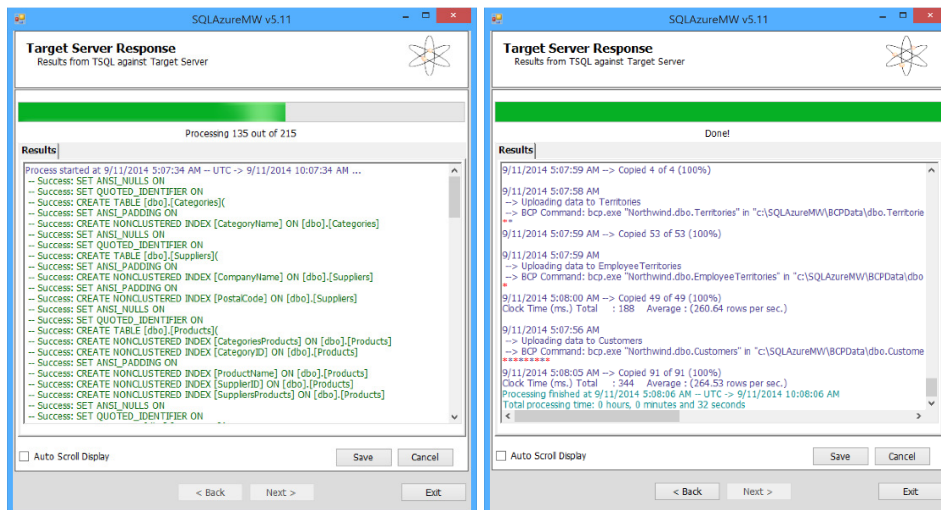 SQLAzureMW v5.11
Target Server Response
Results from TSQL against Target Server
Processing 135 out of 215
Results
Process started at 9/11/2014 5:07:34 AM -- UTC -> 9/11/2014 10:07:34 AM ...
-- Success: SET ANSI_NULLS ON
-- Success: SET QUOTED_IDENTIFIER ON
-- Success: CREATE TABLE [dbo].[Categories](
-- Success: SET ANSI_PADDING ON
-- Success: CREATE NONCLUSTERED INDEX [CategoryName] ON [dbo].[Categories]
-- Success: SET ANSI_NULLS ON
-- Success: SET QUOTED_IDENTIFIER ON
-- Success: CREATE TABLE [dbo].[Suppliers](
-- Success: SET ANSI_PADDING ON
-- Success: CREATE NONCLUSTERED INDEX [CompanyName] ON [dbo].[Suppliers]
-- Success: SET ANSI_PADDING ON
-- Success: CREATE NONCLUSTERED INDEX [PostalCode] ON [dbo].[Suppliers]
-- Success: SET ANSI_NULLS ON
-- Success: SET QUOTED_IDENTIFIER ON
-- Success: CREATE TABLE [dbo].[Products](
-- Success: CREATE NONCLUSTERED INDEX [CategoriesProducts] ON [dbo].[Products]
-- Success: CREATE NONCLUSTERED INDEX [CategoryID] ON [dbo].[Products]
-- Success: SET ANSI_PADDING ON
-- Success: CREATE NONCLUSTERED INDEX [ProductName] ON [dbo].[Products]
-- Success: CREATE NONCLUSTERED INDEX [SupplierID] ON [dbo].[Products]
-- Success: CREATE NONCLUSTERED INDEX [SuppliersProducts] ON [dbo].[Products]
-- Success: SET ANSI_NULLS ON
-- Success: SET QUOTED_IDENTIFIER ON
Auto Scroll Display
Save
Cancel
< Back
Next >
Exit
SQLAzureMW v5.11
Target Server Response
Results from TSQL against Target Server
Done!
Results
9/11/2014 5:07:59 AM --> Copied 4 of 4 (100%)
9/11/2014 5:07:58 AM
--> Uploading data to Territories
--> BCP Command: bcp.exe "Northwind.dbo.Territories" in "c:\SQLAzureMW\BCPData\dbo.Territorie
**
9/11/2014 5:07:59 AM --> Copied 53 of 53 (100%)
9/11/2014 5:07:59 AM
--> Uploading data to EmployeeTerritories
--> BCP Command: bcp.exe "Northwind.dbo.EmployeeTerritories" in "c:\SQLAzureMW\BCPData\dbo
*
9/11/2014 5:08:00 AM --> Copied 49 of 49 (100%)
Clock Time (ms.) Total : 188 Average : (260.64 rows per sec.)
9/11/2014 5:07:56 AM
--> Uploading data to Customers
--> BCP Command: bcp.exe "Northwind.dbo.Customers" in "c:\SQLAzureMW\BCPData\dbo.Custome
*********
9/11/2014 5:08:05 AM --> Copied 91 of 91 (100%)
Clock Time (ms.) Total : 344 Average : (264.53 rows per sec.)
Processing finished at 9/11/2014 5:08:06 AM -- UTC -> 9/11/2014 10:08:06 AM
Total processing time: 0 hours, 0 minutes and 32 seconds
Auto Scroll Display
Save
Cancel
< Back
Next >
Exit